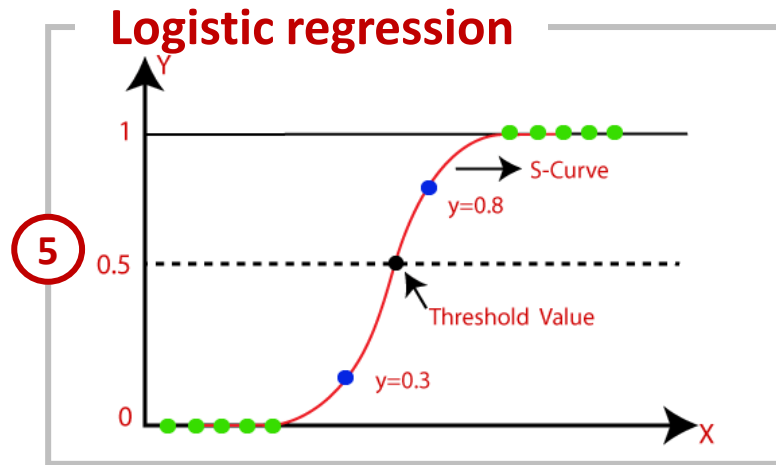 Logistic regression
Y
1
S-Curve
y=0.8
5
0.5
Threshold Value
y=0.3
0
X